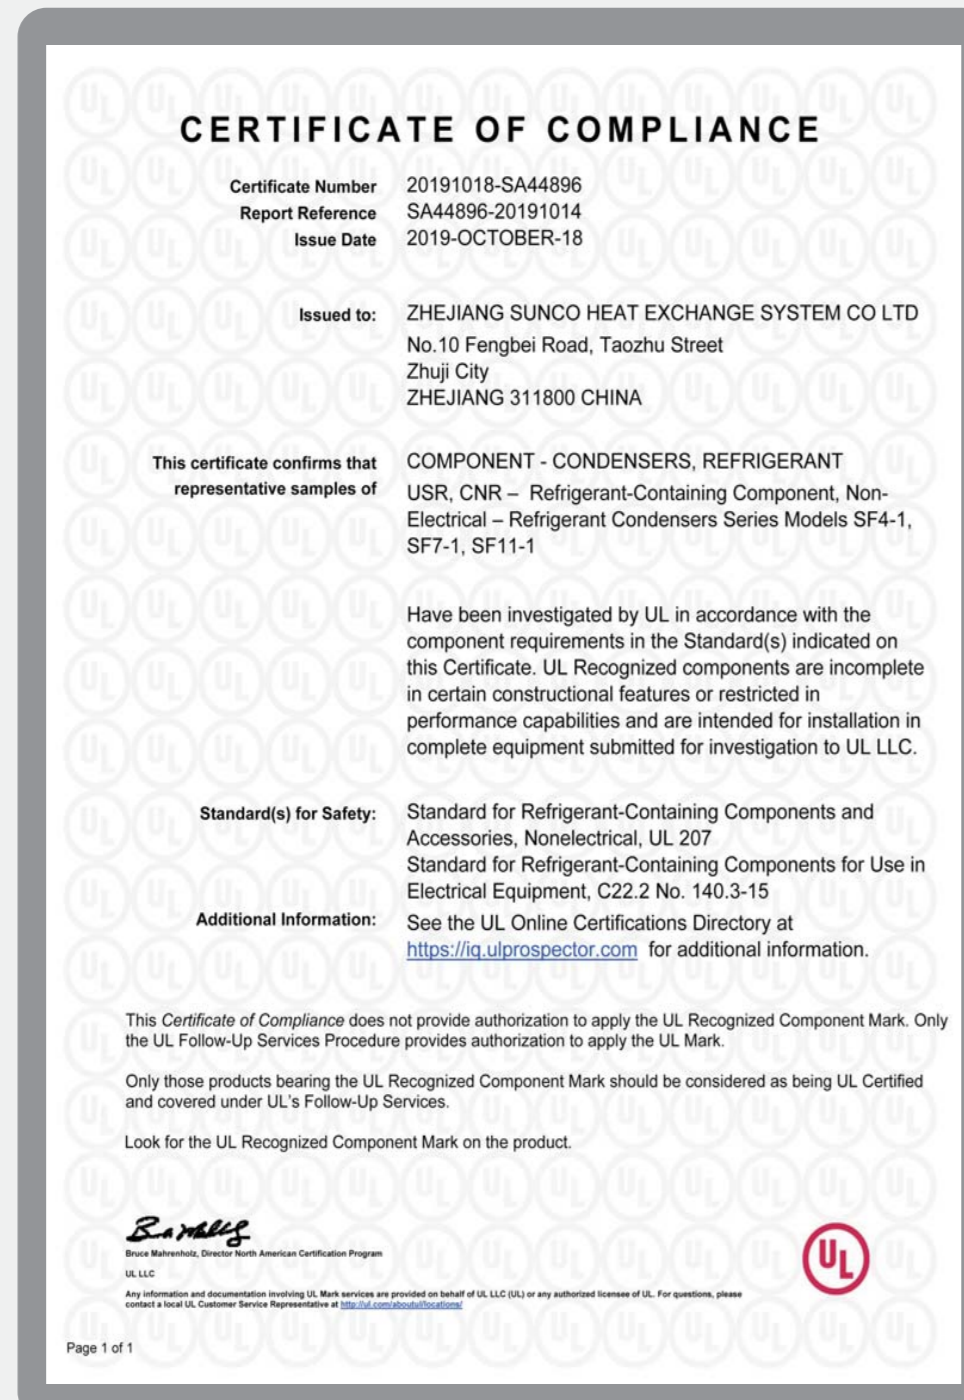 CERTIFICATE OF COMPLIANCE
Certificate Number 20191018-SA44896
Report Reference SA44896-20191014
Issue Date 2019-OCTOBER-18
Issued to: ZHEJIANG SUNCO HEAT EXCHANGE SYSTEM CO LTD
No.10 Fengbei Road, Taozhu Street
Zhuji City
ZHEJIANG 311800 CHINA
This certificate confirms that COMPONENT - CONDENSERS, REFRIGERANT
representative samples of USR, CNR – Refrigerant-Containing Component, Non-
Electrical – Refrigerant Condensers Series Models SF4-1,
SF7-1, SF11-1
Have been investigated by UL in accordance with the
component requirements in the Standard(s) indicated on
this Certificate. UL Recognized components are incomplete
in certain constructional features or restricted in
performance capabilities and are intended for installation in
complete equipment submitted for investigation to UL LLC.
Standard(s) for Safety: Standard for Refrigerant-Containing Components and
Accessories, Nonelectrical, UL 207
Standard for Refrigerant-Containing Components for Use in
Electrical Equipment, C22.2 No. 140.3-15
Additional Information: See the UL Online Certifications Directory at
https://iq.ulprospector.com for additional information.
This Certificate of Compliance does not provide authorization to apply the UL Recognized Component Mark. Only
the UL Follow-Up Services Procedure provides authorization to apply the UL Mark.
Only those products bearing the UL Recognized Component Mark should be considered as being UL Certified
and covered under UL's Follow-Up Services.
Look for the UL Recognized Component Mark on the product.
Bruce Mahrenholz, Director North American Certification Program
UL LLC
Any information and documentation involving UL Mark services are provided on behalf of UL LLC (UL) or any authorized licensee of UL. For questions, please
contact a local UL Customer Service Representative at http://ul.com/aboutul/locations/
UL
Page 1 of 1